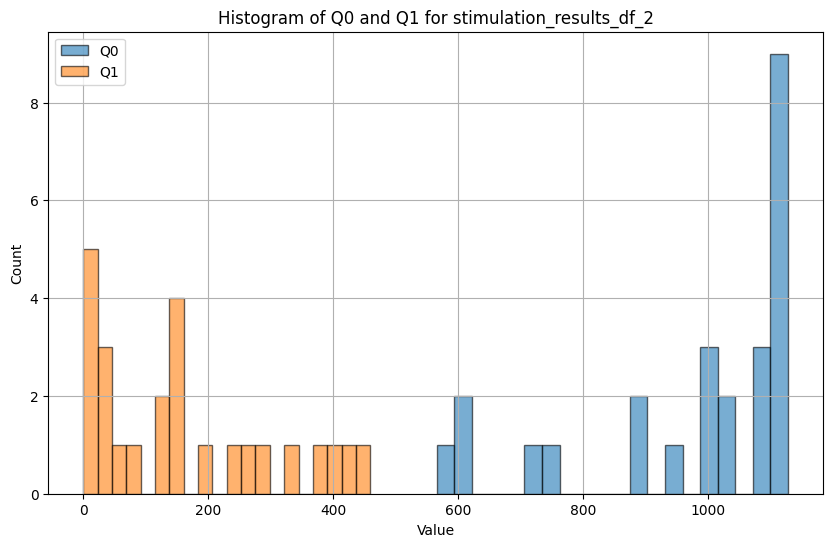 Histogram of Q0 and Q1 for stimulation_results_df_2
Q0
Q1
Count
8
6
4
2
0
0 200 400 600 800 1000
Value